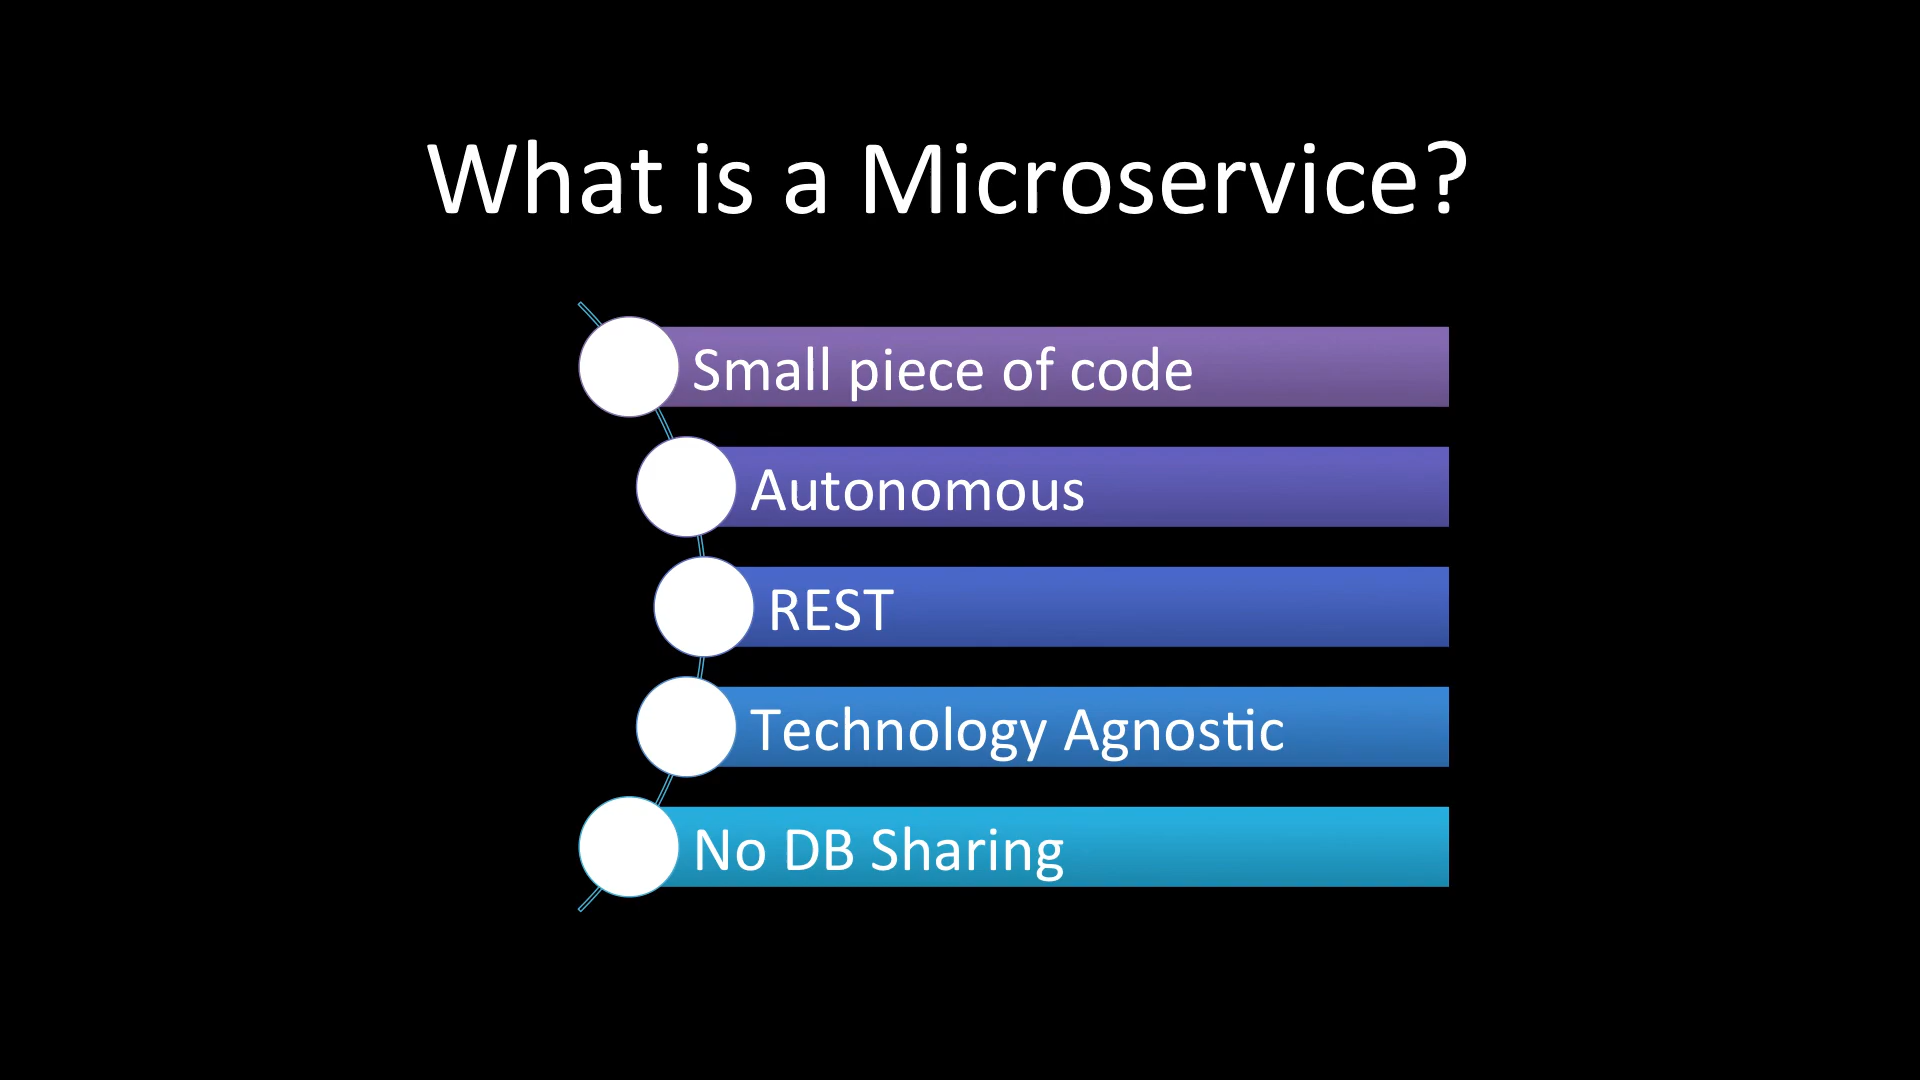 What is a Microservice?
Small piece of code
Autonomous
REST
Technology Agnostic
No DB Sharing